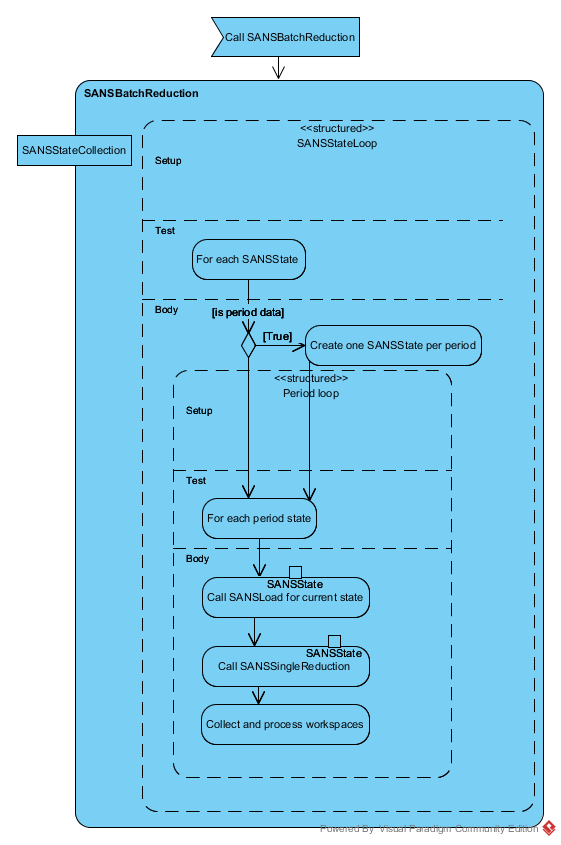 Call SANSBatchReduction
SANSBatchReduction
<<structured>>
SANSStateLoop
SANSStateCollection
Setup
Test
For each SANSState
Body
[is period data]
[True]
Create one SANSState per period
<<structured>>
Period loop
Setup
Test
For each period state
Body
SANSState
Call SANSLoad for current state
SANSState
Call SANSSingleReduction
Collect and process workspaces
Powered By Visual Paradigm Community Edition